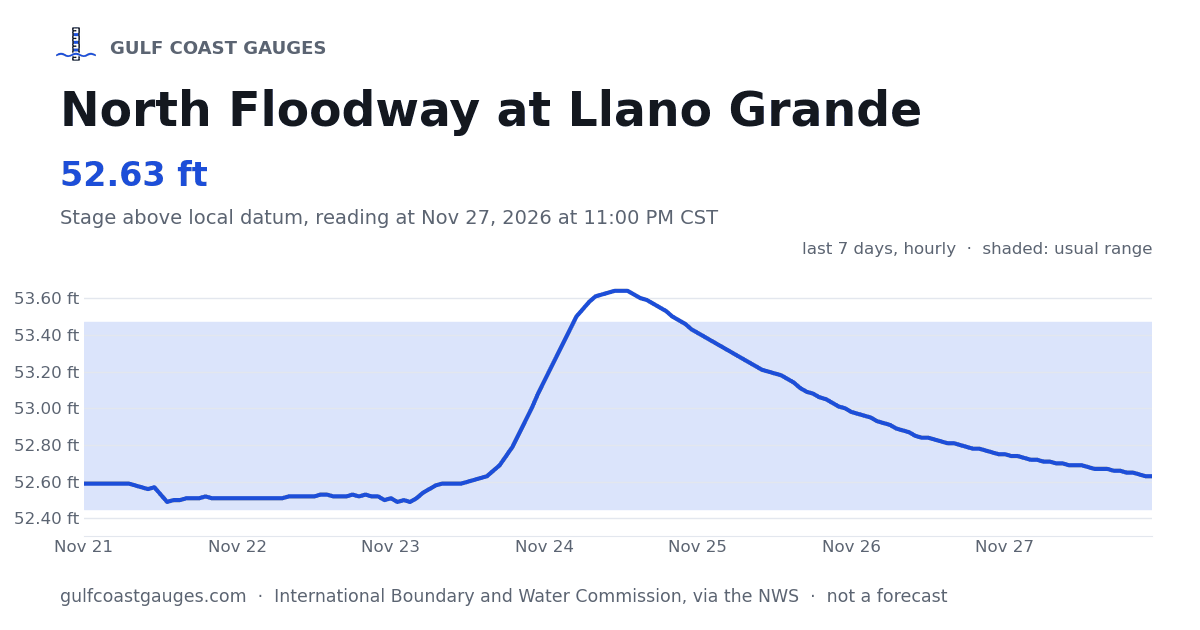 GULF COAST GAUGES
North Floodway at Llano Grande
52.63 ft
Stage above local datum, reading at Nov 27, 2026 at 11:00 PM CST
last 7 days, hourly · shaded: usual range
53.60 ft
53.40 ft
53.20 ft
53.00 ft
52.80 ft
52.60 ft
52.40 ft
Nov 21 Nov 22 Nov 23 Nov 24 Nov 25 Nov 26 Nov 27
gulfcoastgauges.com · International Boundary and Water Commission, via the NWS · not a forecast